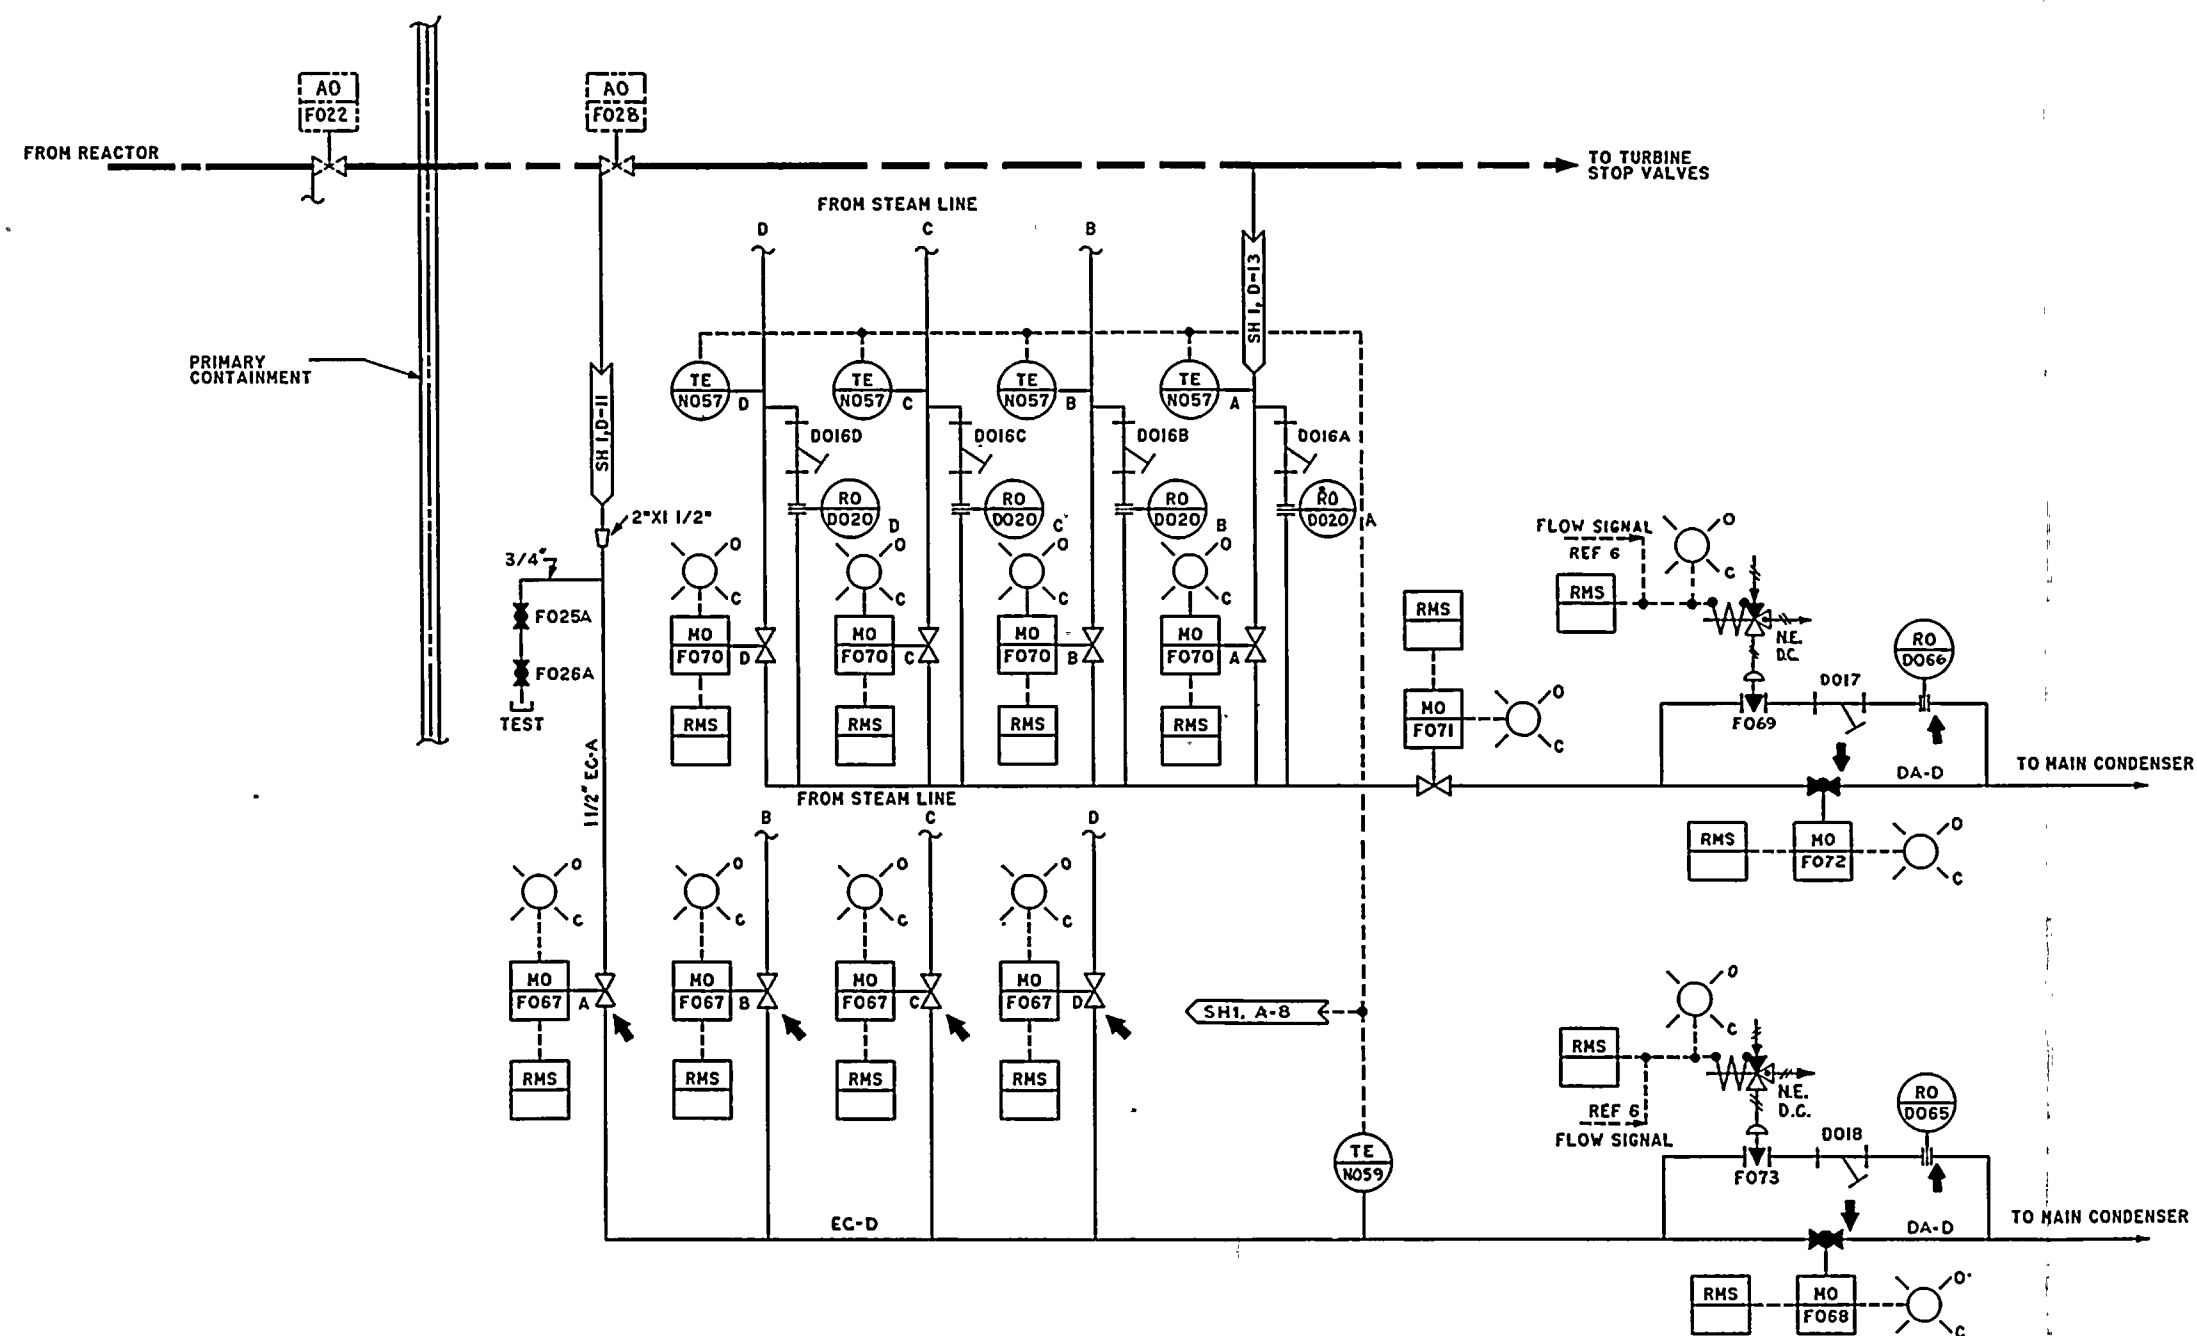 AO
F022
AO
F028
FROM REACTOR
TO TURBINE
STOP VALVES
FROM STEAM LINE
D
C
B
SH 1, D-13
PRIMARY
CONTAINMENT
SH 1, D-11
TE
N057
D
TE
N057
C
TE
N057
B
TE
N057
A
D016D
D016C
D016B
D016A
RO
D020
D
RO
D020
C
RO
D020
B
RO
D020
A
2"X1 1/2"
3/4"
F025A
F026A
TEST
1 1/2" EC-A
O
C
O
C
O
C
O
C
MO
F070
D
MO
F070
C
MO
F070
B
MO
F070
A
RMS
RMS
RMS
RMS
RMS
MO
F071
O
C
FLOW SIGNAL
REF 6
O
C
RMS
N.E.
D.C.
RO
D066
D017
F069
DA-D
TO MAIN CONDENSER
RMS
MO
F072
O
C
FROM STEAM LINE
B
C
D
O
C
O
C
O
C
O
C
MO
F067
A
MO
F067
B
MO
F067
C
MO
F067
D
RMS
RMS
RMS
RMS
SH1, A-8
TE
N059
EC-D
O
C
RMS
N.E.
D.C.
REF 6
FLOW SIGNAL
RO
D065
D018
F073
DA-D
TO MAIN CONDENSER
RMS
MO
F068
O
C